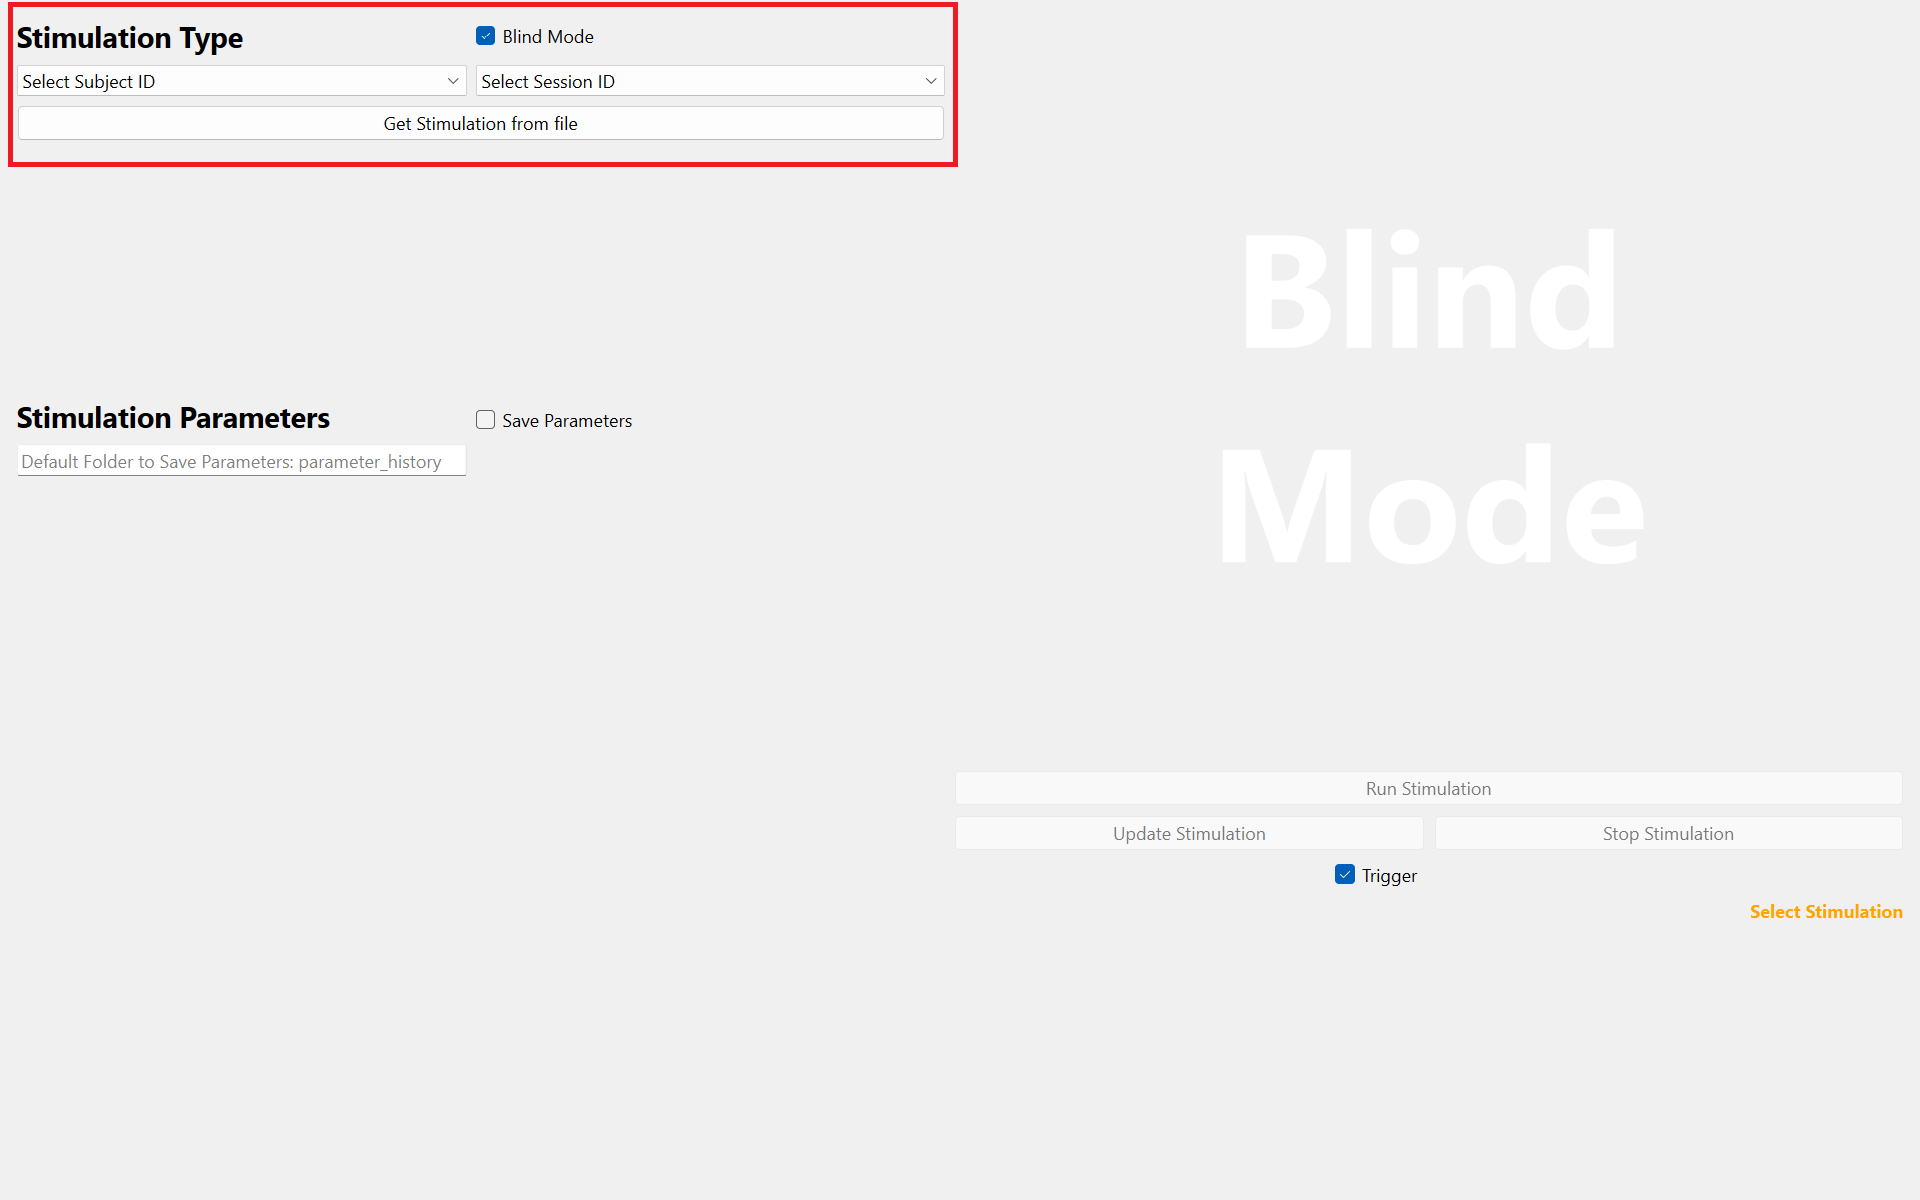 Stimulation Type
Blind Mode
Select Subject ID
Select Session ID
Get Stimulation from file
Blind
Mode
Stimulation Parameters
Save Parameters
Default Folder to Save Parameters: parameter_history
Run Stimulation
Update Stimulation
Stop Stimulation
Trigger
Select Stimulation